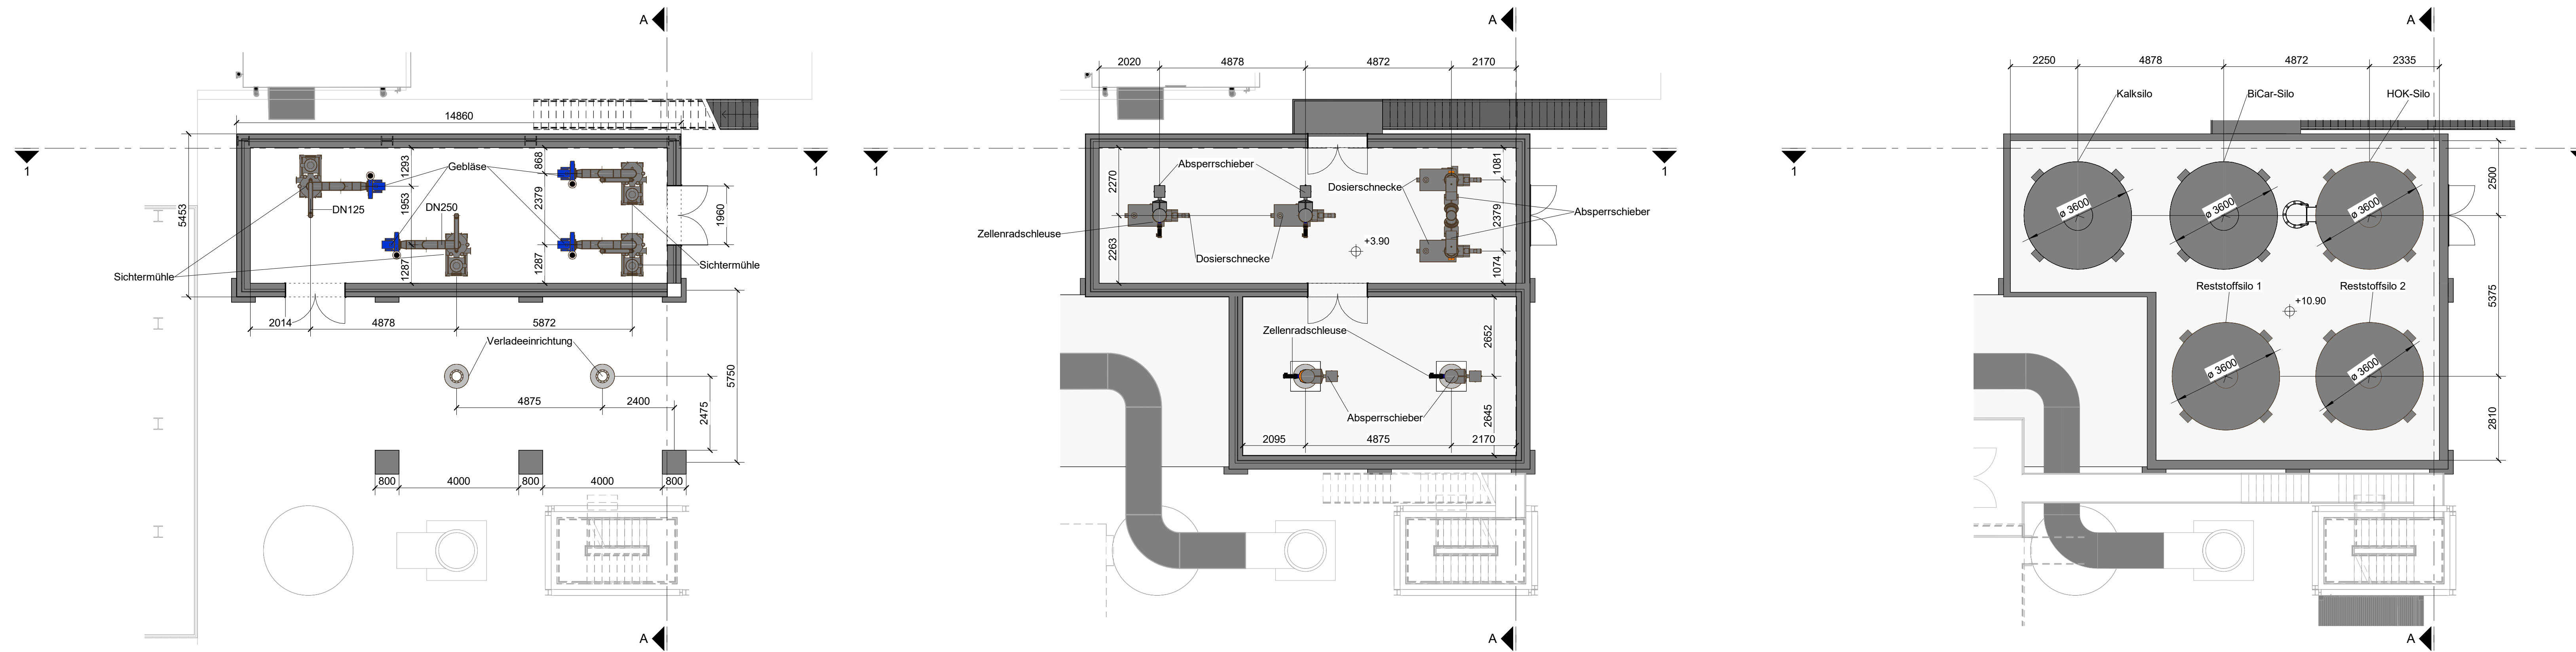 A
14860
5453
1293
1953
1287
868
2379
1287
1960
Gebläse
DN125
DN250
Sichtermühle
Sichtermühle
1
1
2014
4878
5872
Verladeeinrichtung
4875
2400
2475
5750
800
4000
800
4000
800
A
A
2020
4878
4872
2170
Absperrschieber
Dosierschnecke
Absperrschieber
Zellenradschleuse
Dosierschnecke
+3.90
2270
2263
1081
2379
1074
1
1
Zellenradschleuse
Absperrschieber
2652
2645
2095
4875
2170
A
A
2250
4878
4872
2335
Kalksilo
BiCar-Silo
HOK-Silo
ø 3600
ø 3600
ø 3600
1
Reststoffsilo 1
Reststoffsilo 2
+10.90
ø 3600
ø 3600
2500
5375
2810
A